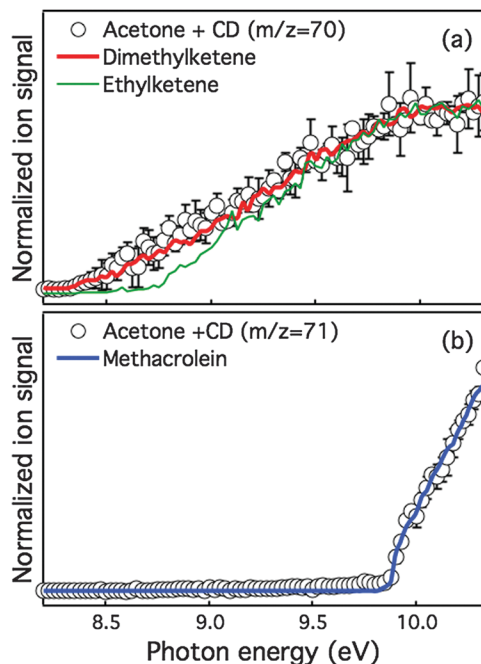 Acetone + CD (m/z=70)
(a)
Dimethylketene
Ethylketene
Normalized ion signal
Acetone +CD (m/z=71)
(b)
Methacrolein
Normalized ion signal
8.5 9.0 9.5 10.0
Photon energy (eV)